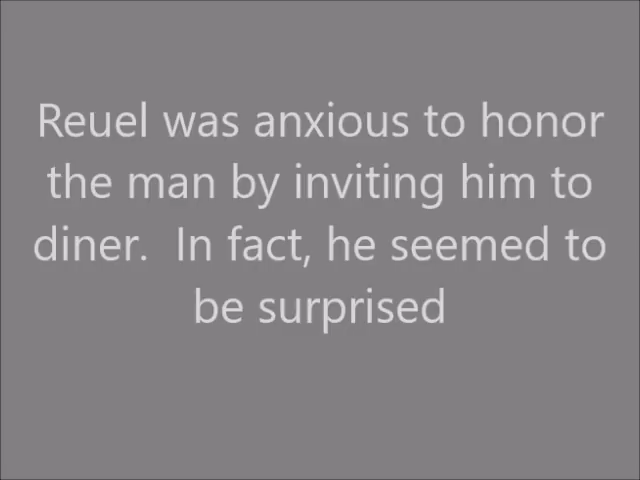 Reuel was anxious to honor
the man by inviting him to
diner.  In fact, he seemed to
be surprised